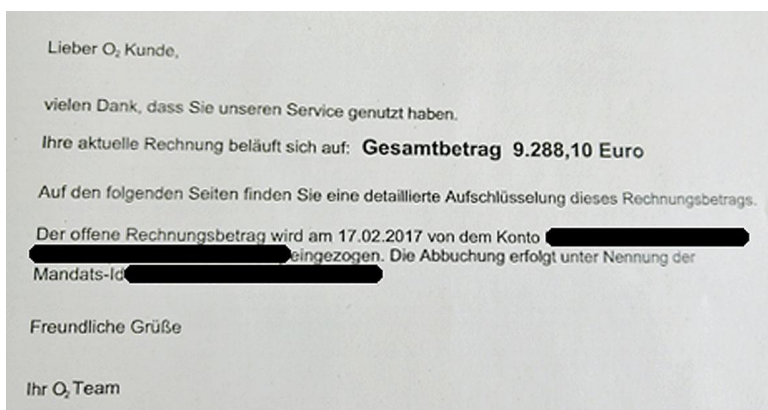 Lieber O₂ Kunde,
vielen Dank, dass Sie unseren Service genutzt haben.
Ihre aktuelle Rechnung beläuft sich auf: Gesamtbetrag 9.288,10 Euro
Auf den folgenden Seiten finden Sie eine detaillierte Aufschlüsselung dieses Rechnungsbetrags.
Der offene Rechnungsbetrag wird am 17.02.2017 von dem Konto
eingezogen. Die Abbuchung erfolgt unter Nennung der
Mandats-Id
Freundliche Grüße
Ihr O₂ Team